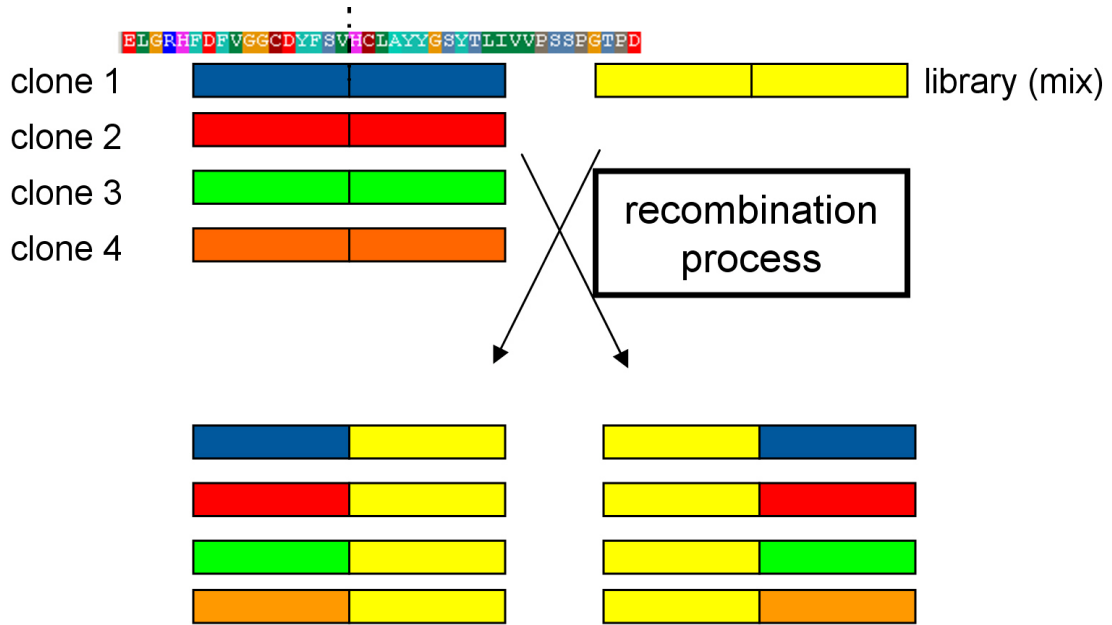 ELGRHFDFVGGCDYFSVHCLAYYGSYTLIVVPSSPGTPD
clone 1
library (mix)
clone 2
clone 3
clone 4
recombination
process